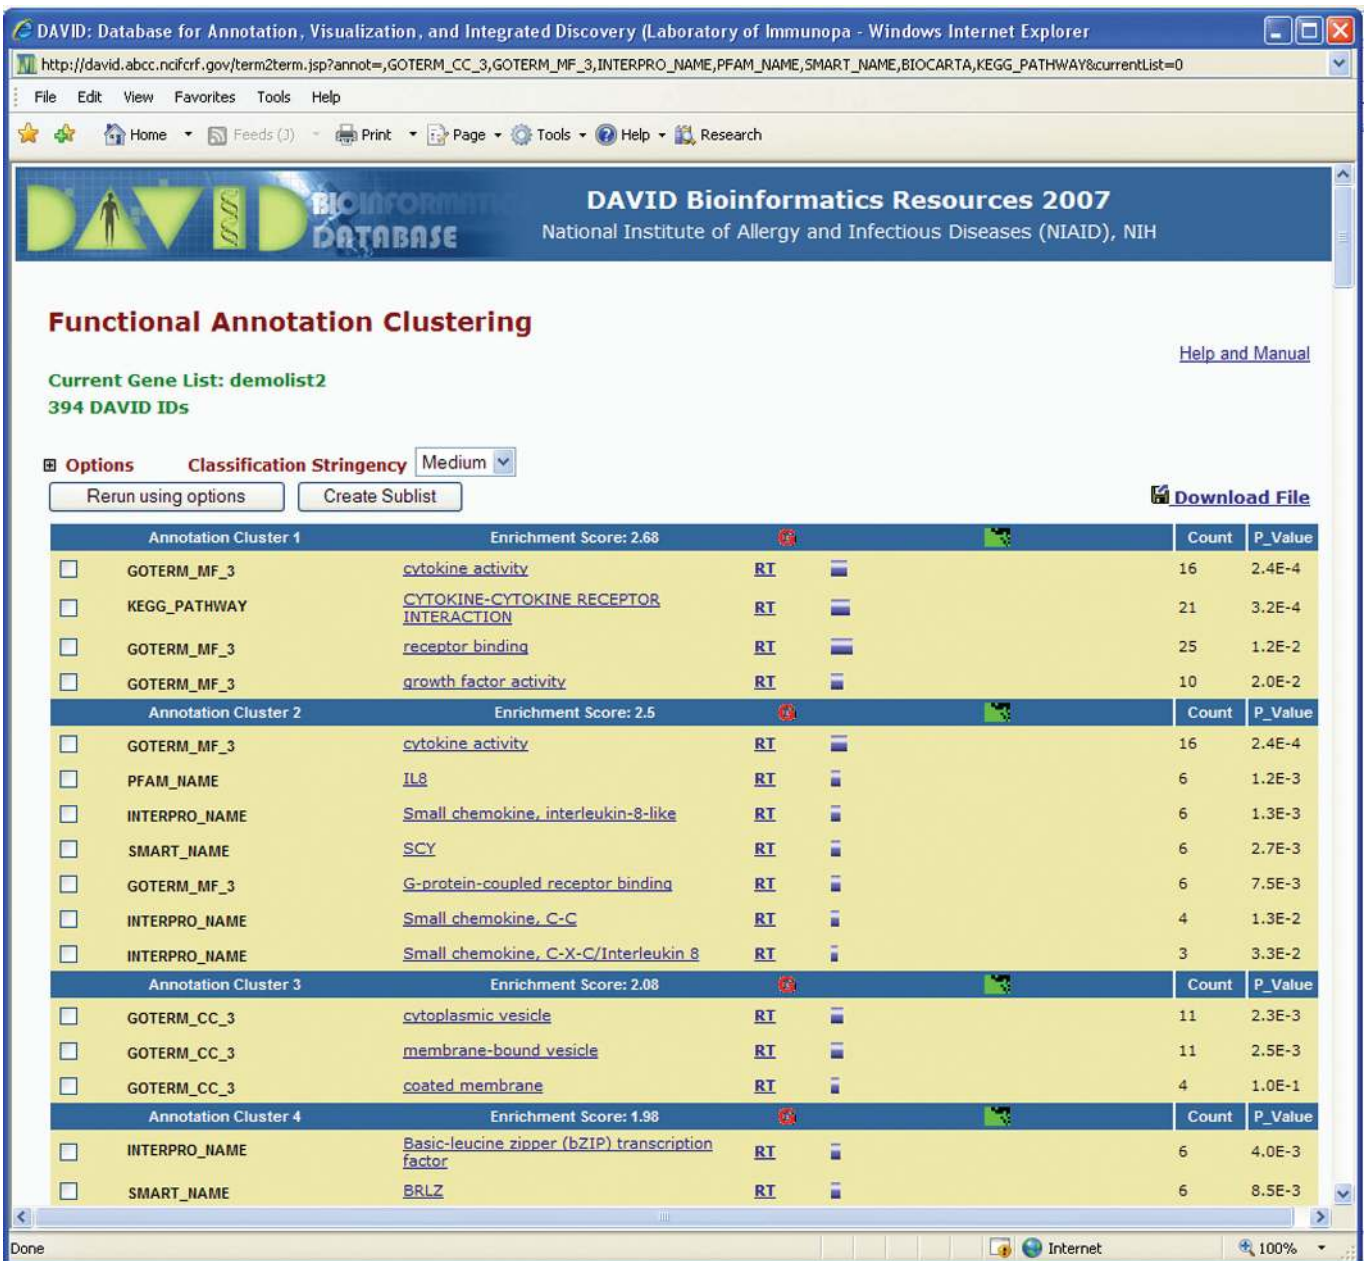 DAVID: Database for Annotation, Visualization, and Integrated Discovery (Laboratory of Immunopa - Windows Internet Explorer
http://david.abcc.ncifcrf.gov/term2term.jsp?annot=,GOTERM_CC_3,GOTERM_MF_3,INTERPRO_NAME,PFAM_NAME,SMART_NAME,BIOCARTA,KEGG_PATHWAY&currentList=0
File Edit View Favorites Tools Help
Home Feeds (J) Print Page Tools Help Research
DAVID BIOINFORMATIC DATABASE
DAVID Bioinformatics Resources 2007
National Institute of Allergy and Infectious Diseases (NIAID), NIH
Functional Annotation Clustering
Help and Manual
Current Gene List: demolist2
394 DAVID IDs
Options Classification Stringency Medium
Rerun using options Create Sublist Download File
Annotation Cluster 1 Enrichment Score: 2.68 Count P_Value
GOTERM_MF_3 cytokine activity RT 16 2.4E-4
KEGG_PATHWAY CYTOKINE-CYTOKINE RECEPTOR INTERACTION RT 21 3.2E-4
GOTERM_MF_3 receptor binding RT 25 1.2E-2
GOTERM_MF_3 growth factor activity RT 10 2.0E-2
Annotation Cluster 2 Enrichment Score: 2.5 Count P_Value
GOTERM_MF_3 cytokine activity RT 16 2.4E-4
PFAM_NAME IL8 RT 6 1.2E-3
INTERPRO_NAME Small chemokine, interleukin-8-like RT 6 1.3E-3
SMART_NAME SCY RT 6 2.7E-3
GOTERM_MF_3 G-protein-coupled receptor binding RT 6 7.5E-3
INTERPRO_NAME Small chemokine, C-C RT 4 1.3E-2
INTERPRO_NAME Small chemokine, C-X-C/Interleukin 8 RT 3 3.3E-2
Annotation Cluster 3 Enrichment Score: 2.08 Count P_Value
GOTERM_CC_3 cytoplasmic vesicle RT 11 2.3E-3
GOTERM_CC_3 membrane-bound vesicle RT 11 2.5E-3
GOTERM_CC_3 coated membrane RT 4 1.0E-1
Annotation Cluster 4 Enrichment Score: 1.98 Count P_Value
INTERPRO_NAME Basic-leucine zipper (bZIP) transcription factor RT 6 4.0E-3
SMART_NAME BRLZ RT 6 8.5E-3
Done Internet 100%